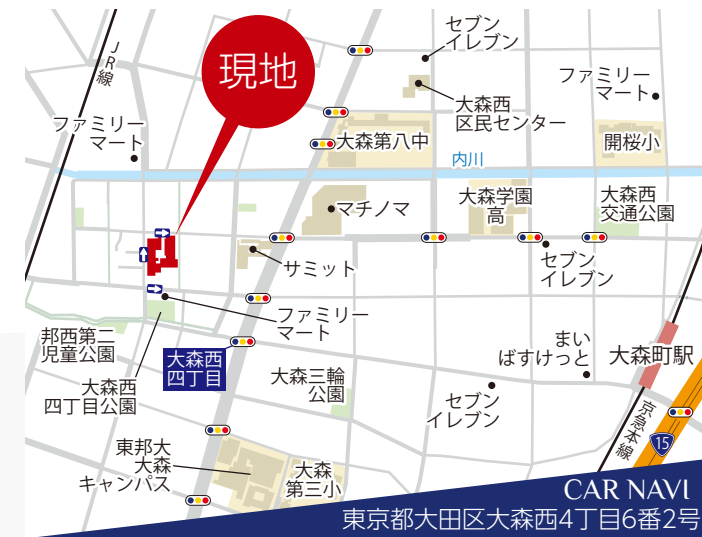 セブン
イレブン
JR線
現地
ファミリー
マート
大森西
区民センター
ファミリー
マート
大森第八中
開桜小
内川
マチノマ
大森学園
高
大森西
交通公園
サミット
セブン
イレブン
ファミリー
マート
邦西第二
児童公園
大森西
四丁目
大森西
四丁目公園
大森三輪
公園
まい
ばすけっと
大森町駅
セブン
イレブン
京急本線
15
東邦大
大森
キャンパス
大森
第三小
CAR NAVI
東京都大田区大森西4丁目6番2号